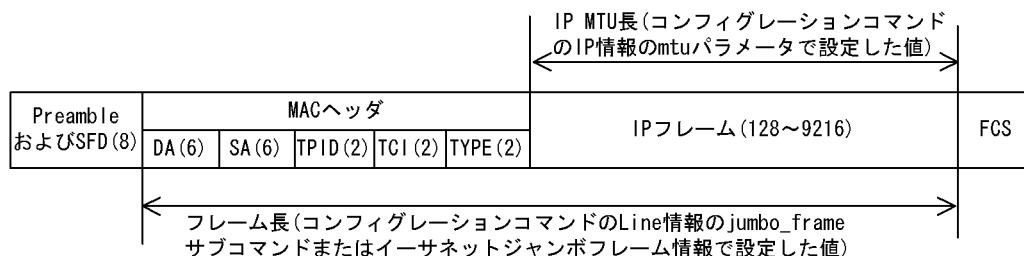 IP MTU長(コンフィグレーションコマンド
のIP情報のmtuパラメータで設定した値)
Preamble
およびSFD(8)
MACヘッダ
DA(6)
SA(6)
TPID(2)
TCI(2)
TYPE(2)
IPフレーム(128～9216)
FCS
フレーム長(コンフィグレーションコマンドのLine情報のjumbo_frame
サブコマンドまたはイーサネットジャンボフレーム情報で設定した値)